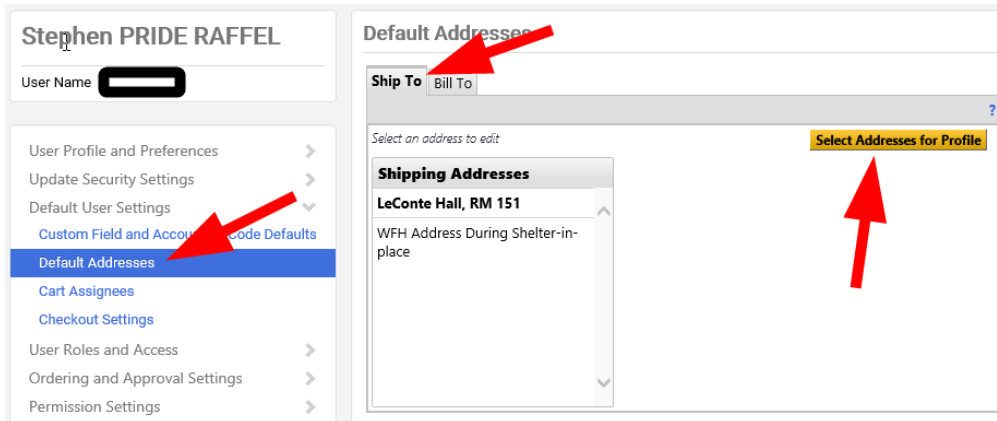 Stephen PRIDE RAFFEL
User Name
User Profile and Preferences
Update Security Settings
Default User Settings
Custom Field and Accou Code Defaults
Default Addresses
Cart Assignees
Checkout Settings
User Roles and Access
Ordering and Approval Settings
Permission Settings
Default Addresses
Ship To
Bill To
?
Select an address to edit
Select Addresses for Profile
Shipping Addresses
LeConte Hall, RM 151
WFH Address During Shelter-in-
place